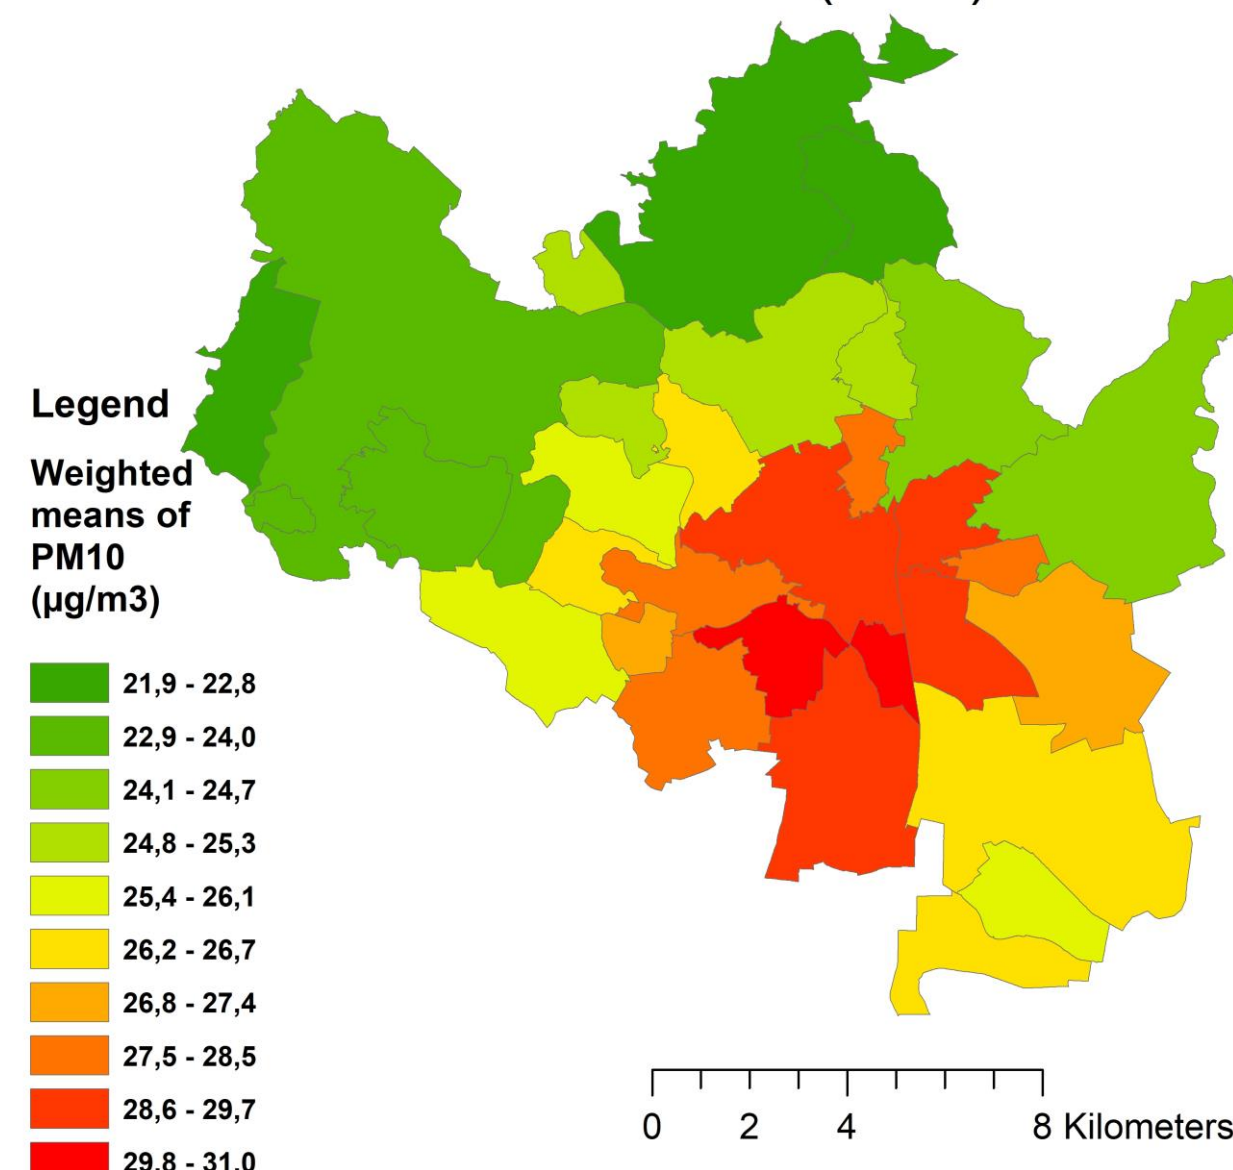 Legend
Weighted
means of
PM10
(µg/m3)
21,9 - 22,8
22,9 - 24,0
24,1 - 24,7
24,8 - 25,3
25,4 - 26,1
26,2 - 26,7
26,8 - 27,4
27,5 - 28,5
28,6 - 29,7
29,8 - 31,0
0 2 4 8 Kilometers